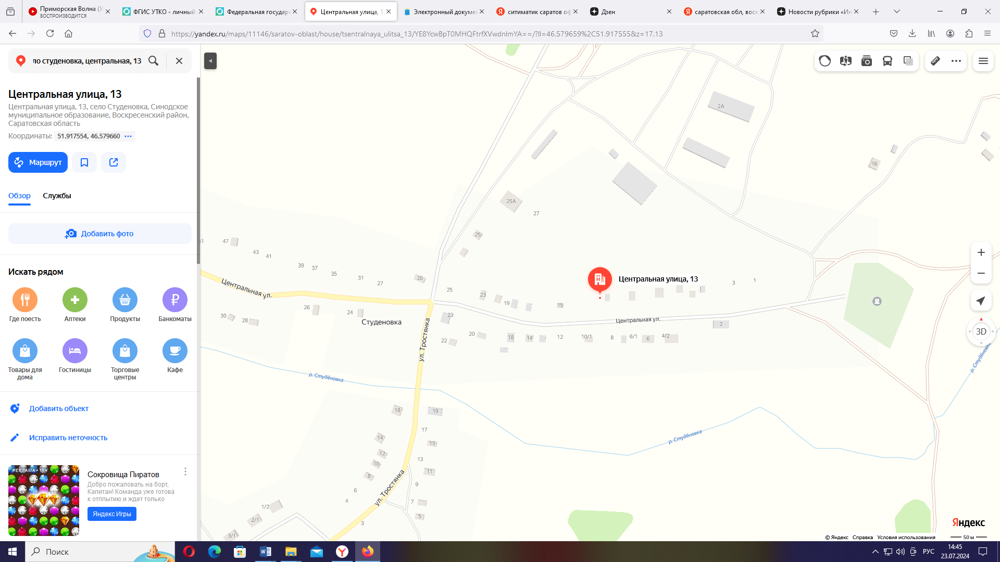 Приморская Волна (У
ВОСПРОИЗВОДИТСЯ
ФГИС УТКО - личный
Федеральная государс
Центральная улица, 13
Электронный докумен
ситиматик саратов оф
Дзен
саратовская обл, воск
Новости рубрики «Ин
https://yandex.ru/maps/11146/saratov-oblast/house/tsentralnaya_ulitsa_13/YE8YcwBpT0MHQFtrfXVwdnlmYA==/?ll=46.579659%2C51.917555&z=17.13
ло студеновка, центральная, 13
Центральная улица, 13
Центральная улица, 13, село Студеновка, Синодское
муниципальное образование, Воскресенский район,
Саратовская область
Координаты: 51.917554, 46.579660
Маршрут
Обзор Службы
Добавить фото
Искать рядом
Где поесть
Аптеки
Продукты
Банкоматы
Товары для
дома
Гостиницы
Торговые
центры
Кафе
Добавить объект
Исправить неточность
РЕКЛАМА • 16+
Сокровища Пиратов
Добро пожаловать на борт,
Капитан! Команда уже готова
к отплытию и ждет только
Яндекс Игры
2А
1Б
25А
27
25
51
47
43
41
39
37
35
31
27
20
25
23
19
15
Центральная улица, 13
3
1
Центральная ул.
26
24
30
28
Студеновка
23
22
20
18
14
12
10/1
8
6/1
6
4/2
2
Центральная ул.
ул. Тростянка
р. Студёновка
р. Студёновка
р. Студёновка
18
19
17
14
15
12
10
13
11
8
9
6
4
7
5
3
1/2
2/1
3/1
ул. Тростянка
3D
Яндекс
© Яндекс Справка Условия использования
50 м
Поиск
РУС
14:45
23.07.2024